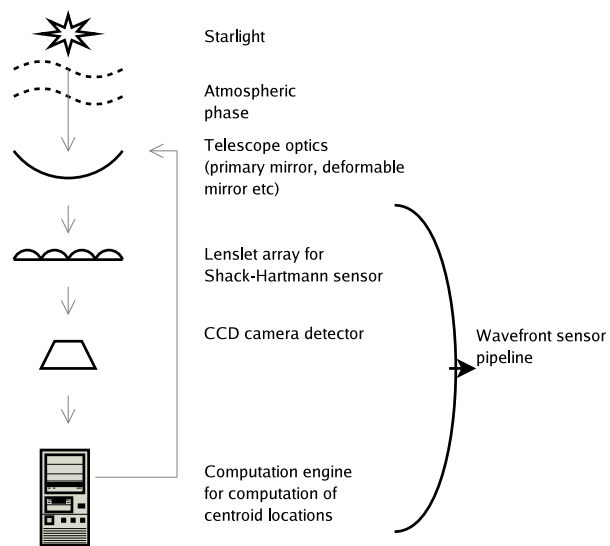 Starlight
Atmospheric
phase
Telescope optics
(primary mirror, deformable
mirror etc)
Lenslet array for
Shack-Hartmann sensor
CCD camera detector
Wavefront sensor
pipeline
Computation engine
for computation of
centroid locations